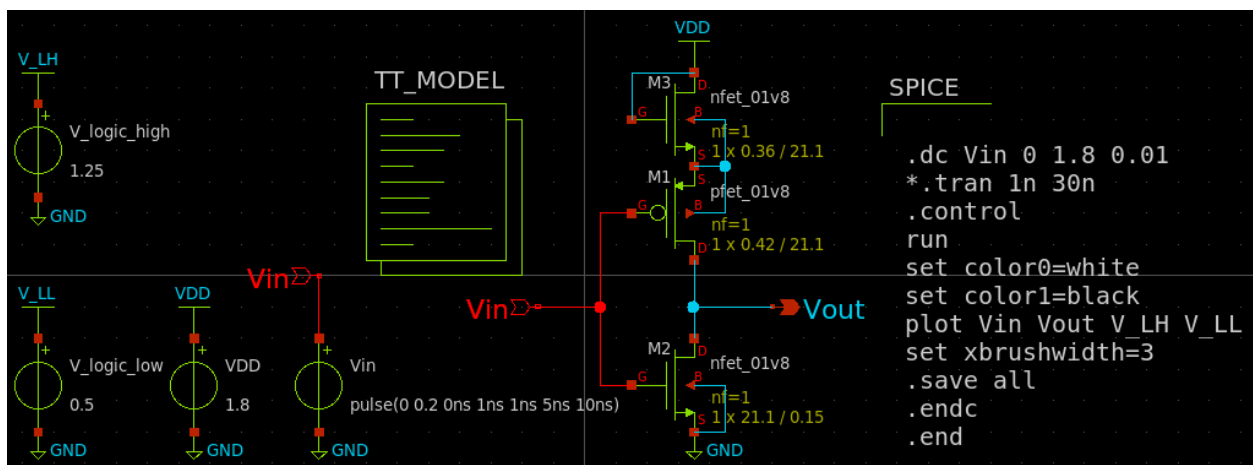 V_LH
+
V_logic_high
1.25
GND
TT_MODEL
VDD
M3
D
nfet_01v8
G
B
nf=1
S
1 x 0.36 / 21.1
M1
S
pfet_01v8
G
B
nf=1
D
1 x 0.42 / 21.1
Vin
Vin
Vout
V_LL
+
V_logic_low
0.5
GND
VDD
+
VDD
1.8
GND
+
Vin
pulse(0 0.2 0ns 1ns 1ns 5ns 10ns)
GND
M2
D
nfet_01v8
G
B
nf=1
S
1 x 21.1 / 0.15
GND
SPICE
.dc Vin 0 1.8 0.01
*.tran 1n 30n
.control
run
set color0=white
set color1=black
plot Vin Vout V_LH V_LL
set xbrushwidth=3
.save all
.endc
.end